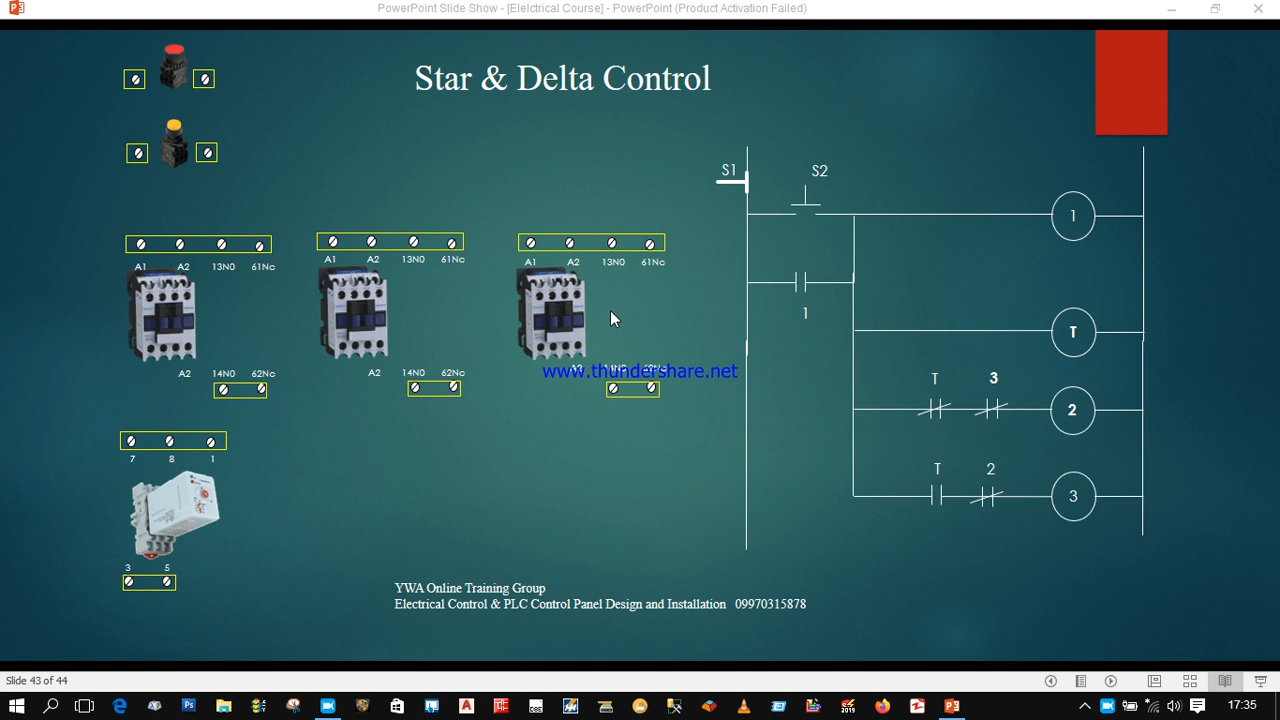 PowerPoint Slide Show - [Elelctrical Course] - PowerPoint (Product Activation Failed)
Star & Delta Control
S1
S2
1
1
T
T 3
2
T 2
3
A1 A2 13N0 61Nc
A1 A2 13N0 61Nc
A1 A2 13N0 61Nc
A2 14N0 62Nc
A2 14N0 62Nc
www.thundershare.net
7 8 1
3 5
YWA Online Training Group
Electrical Control & PLC Control Panel Design and Installation 09970315878
Slide 43 of 44
17:35